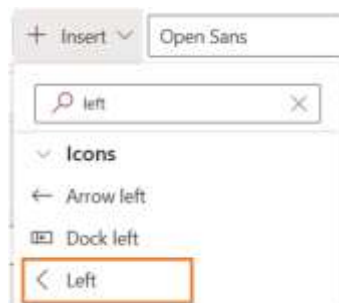 Insert Open Sans
left
Icons
Arrow left
Dock left
Left